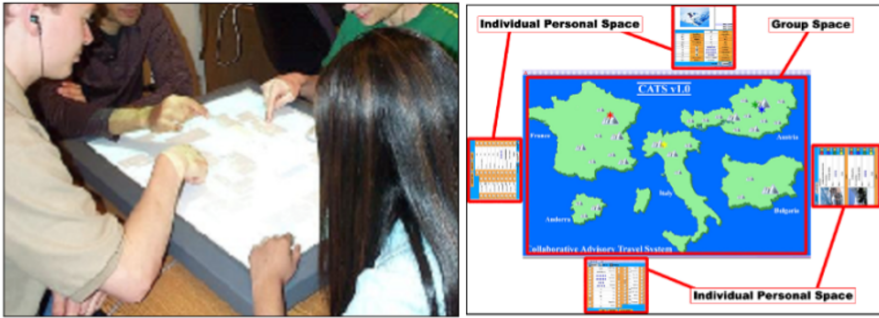 Individual Personal Space
Group Space
CATS v1.0
France
Austria
Italy
Andorra
Bulgaria
Collaborative Advisory Travel System
Individual Personal Space